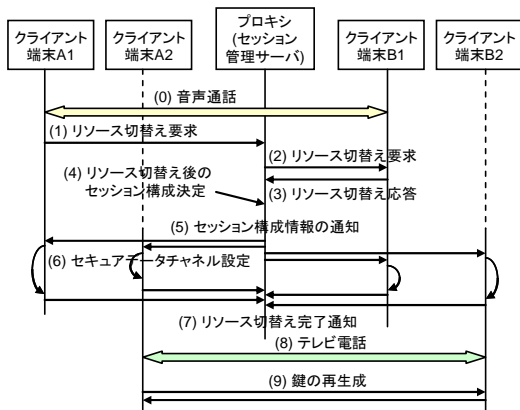 クライアント
端末A1
クライアント
端末A2
プロキシ
(セッション
管理サーバ)
クライアント
端末B1
クライアント
端末B2
(0) 音声通話
(1) リソース切替え要求
(2) リソース切替え要求
(4) リソース切替え後の
セッション構成決定
(3) リソース切替え応答
(5) セッション構成情報の通知
(6) セキュアデータチャネル設定
(7) リソース切替え完了通知
(8) テレビ電話
(9) 鍵の再生成